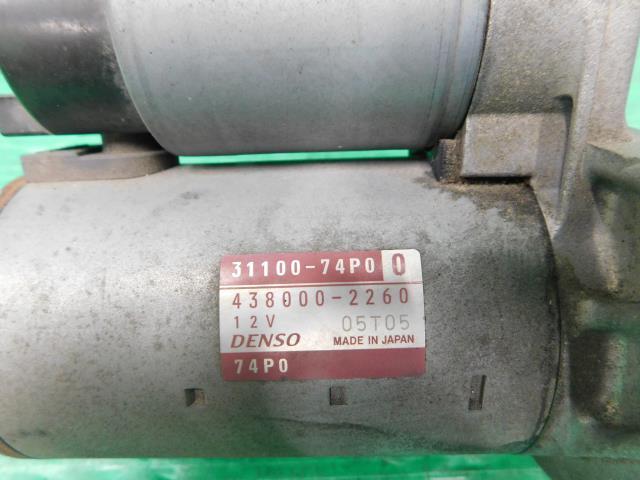 31100-74P0 0
438000-2260
12V 05T05
DENSO MADE IN JAPAN
74P0